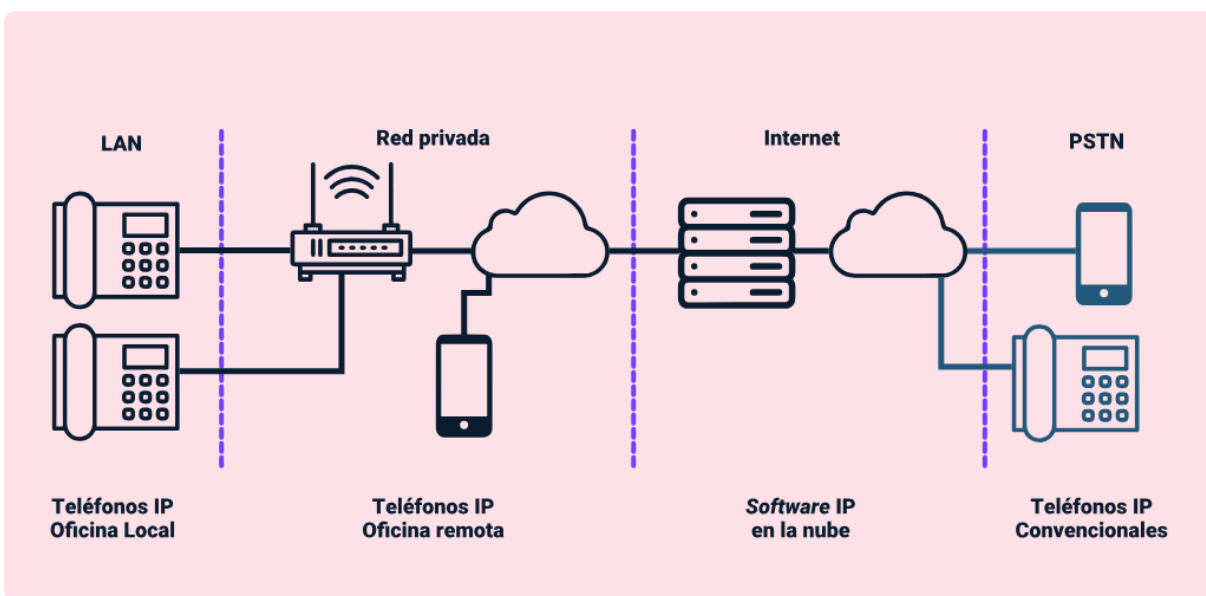 LAN
Red privada
Internet
PSTN
Teléfonos IP
Oficina Local
Teléfonos IP
Oficina remota
Software IP
en la nube
Teléfonos IP
Convencionales